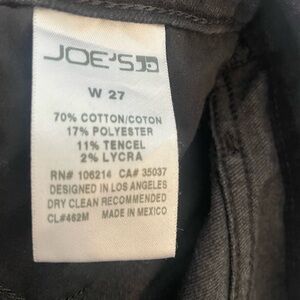 JOE'S
W 27
70% COTTON/COTON
17% POLYESTER
11% TENCEL
2% LYCRA
RN# 106214 CA# 35037
DESIGNED IN LOS ANGELES
DRY CLEAN RECOMMENDED
CL#462M MADE IN MEXICO